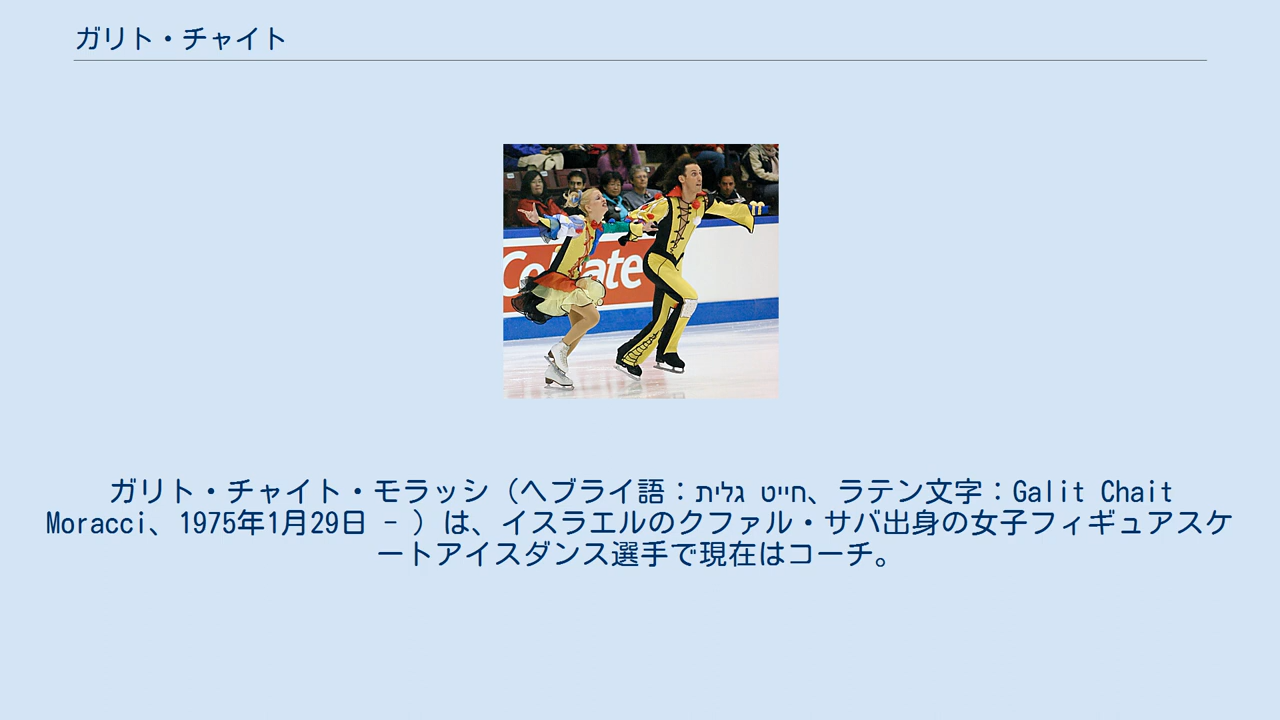 ガリト・チャイト
ガリト・チャイト・モラッシ（ヘブライ語：גלית חייט、ラテン文字：Galit Chait
Moracci、1975年1月29日 - ）は、イスラエルのクファル・サバ出身の女子フィギュアスケ
ートアイスダンス選手で現在はコーチ。